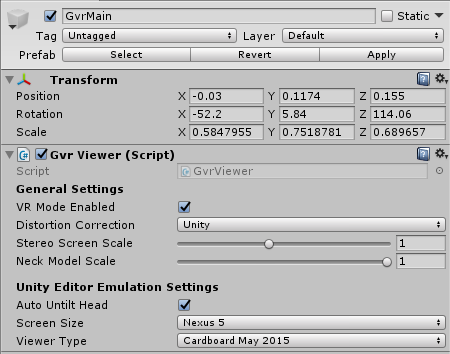 GvrMain Static
Tag Untagged Layer Default
Prefab Select Revert Apply
Transform
Position X -0.03 Y 0.1174 Z 0.155
Rotation X -52.2 Y 5.84 Z 114.06
Scale X 0.5847955 Y 0.7518781 Z 0.689657
Gvr Viewer (Script)
Script GvrViewer
General Settings
VR Mode Enabled
Distortion Correction Unity
Stereo Screen Scale 1
Neck Model Scale 1
Unity Editor Emulation Settings
Auto Untilt Head
Screen Size Nexus 5
Viewer Type Cardboard May 2015